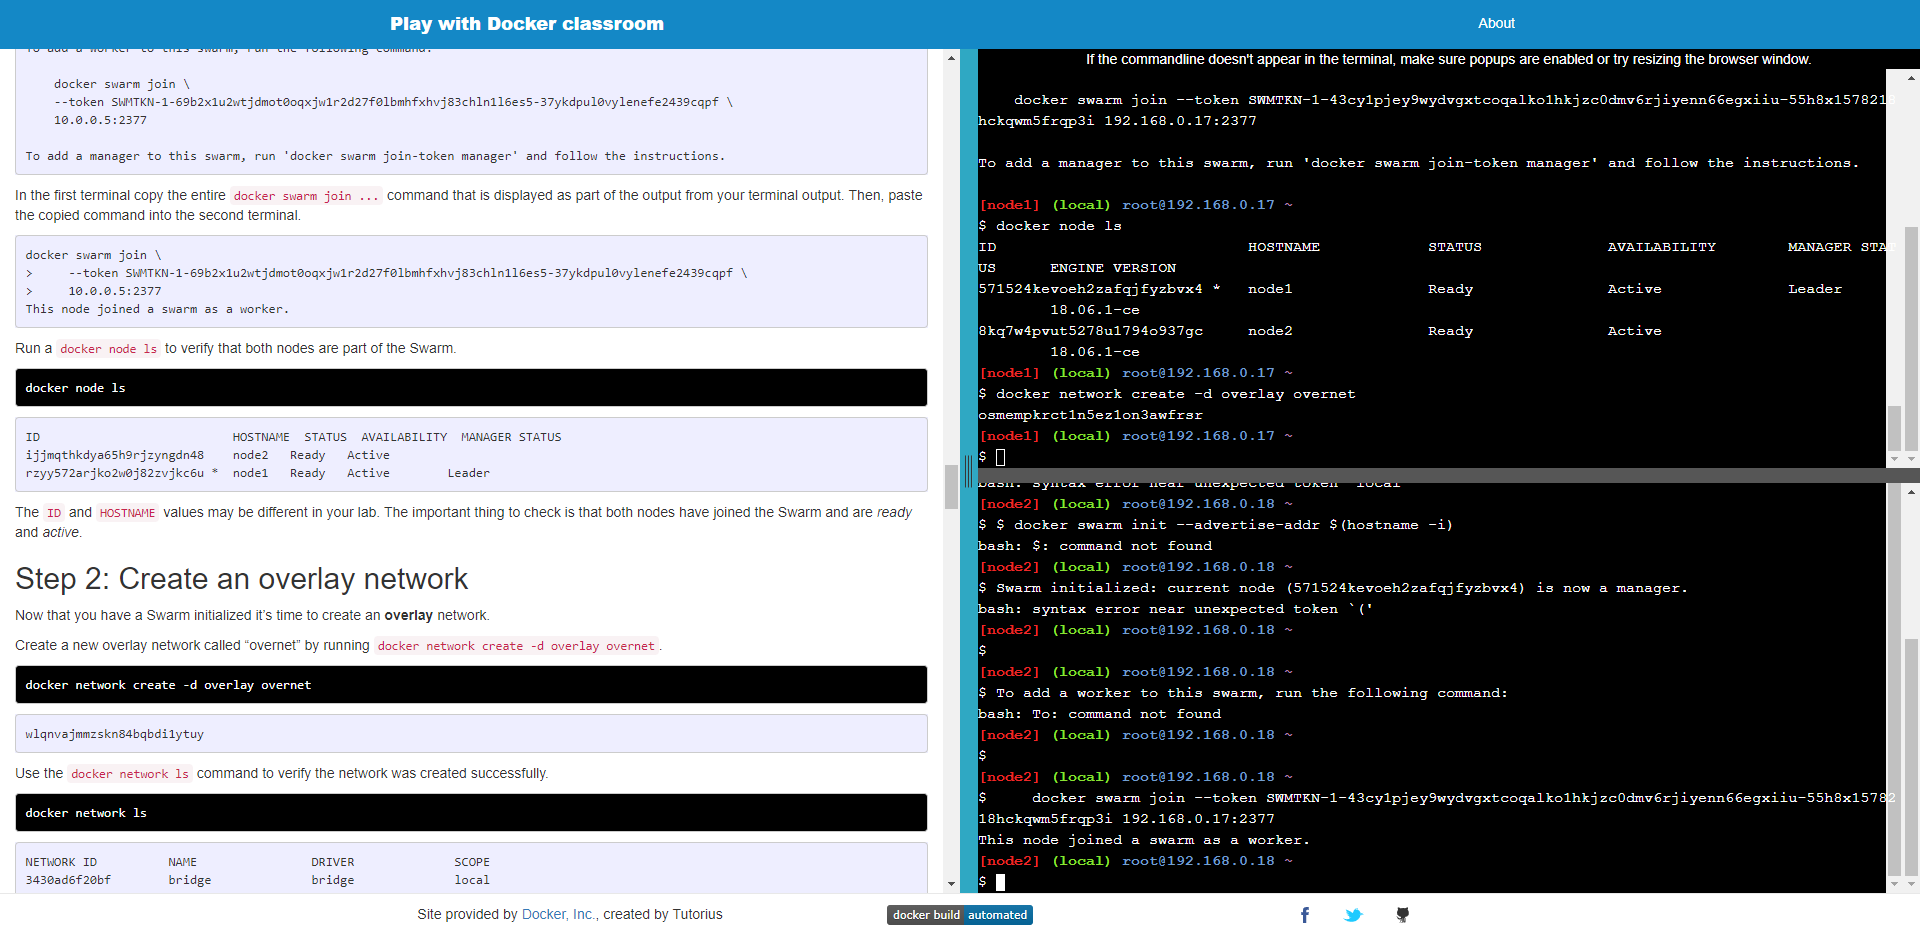 Play with Docker classroom
About
To add a worker to this swarm, run the following command:
docker swarm join \
--token SWMTKN-1-69b2x1u2wtjdmot0oqxjw1r2d27f0lbmhfxhvj83chln1l6es5-37ykdpul0vylenefe2439cqpf \
10.0.0.5:2377
To add a manager to this swarm, run 'docker swarm join-token manager' and follow the instructions.
In the first terminal copy the entire docker swarm join ... command that is displayed as part of the output from your terminal output. Then, paste
the copied command into the second terminal.
docker swarm join \
>     --token SWMTKN-1-69b2x1u2wtjdmot0oqxjw1r2d27f0lbmhfxhvj83chln1l6es5-37ykdpul0vylenefe2439cqpf \
>     10.0.0.5:2377
This node joined a swarm as a worker.
Run a docker node ls to verify that both nodes are part of the Swarm.
docker node ls
ID HOSTNAME STATUS AVAILABILITY MANAGER STATUS
ijjmqthkdya65h9rjzyngdn48 node2 Ready Active
rzyy572arjko2w0j82zvjkc6u * node1 Ready Active Leader
The ID and HOSTNAME values may be different in your lab. The important thing to check is that both nodes have joined the Swarm and are ready
and active.
Step 2: Create an overlay network
Now that you have a Swarm initialized it’s time to create an overlay network.
Create a new overlay network called “overnet” by running docker network create -d overlay overnet .
docker network create -d overlay overnet
wlqnvajmmzskn84bqbdi1ytuy
Use the docker network ls command to verify the network was created successfully.
docker network ls
NETWORK ID NAME DRIVER SCOPE
3430ad6f20bf bridge bridge local
If the commandline doesn't appear in the terminal, make sure popups are enabled or try resizing the browser window.
docker swarm join --token SWMTKN-1-43cy1pjey9wydvgxtcoqalko1hkjzc0dmv6rjiyenn66egxiiu-55h8x1578218
hckqwm5frqp3i 192.168.0.17:2377
To add a manager to this swarm, run 'docker swarm join-token manager' and follow the instructions.
[node1] (local) root@192.168.0.17 ~
$ docker node ls
ID HOSTNAME STATUS AVAILABILITY MANAGER STAT
US ENGINE VERSION
571524kevoeh2zafqjfyzbvx4 * node1 Ready Active Leader
18.06.1-ce
8kq7w4pvut5278u1794o937gc node2 Ready Active
18.06.1-ce
[node1] (local) root@192.168.0.17 ~
$ docker network create -d overlay overnet
osmempkrct1n5ez1on3awfrsr
[node1] (local) root@192.168.0.17 ~
$
bash: syntax error near unexpected token `local'
[node2] (local) root@192.168.0.18 ~
$ $ docker swarm init --advertise-addr $(hostname -i)
bash: $: command not found
[node2] (local) root@192.168.0.18 ~
$ Swarm initialized: current node (571524kevoeh2zafqjfyzbvx4) is now a manager.
bash: syntax error near unexpected token `('
[node2] (local) root@192.168.0.18 ~
$
[node2] (local) root@192.168.0.18 ~
$ To add a worker to this swarm, run the following command:
bash: To: command not found
[node2] (local) root@192.168.0.18 ~
$
[node2] (local) root@192.168.0.18 ~
$     docker swarm join --token SWMTKN-1-43cy1pjey9wydvgxtcoqalko1hkjzc0dmv6rjiyenn66egxiiu-55h8x15782
18hckqwm5frqp3i 192.168.0.17:2377
This node joined a swarm as a worker.
[node2] (local) root@192.168.0.18 ~
$
Site provided by Docker, Inc., created by Tutorius
docker build automated